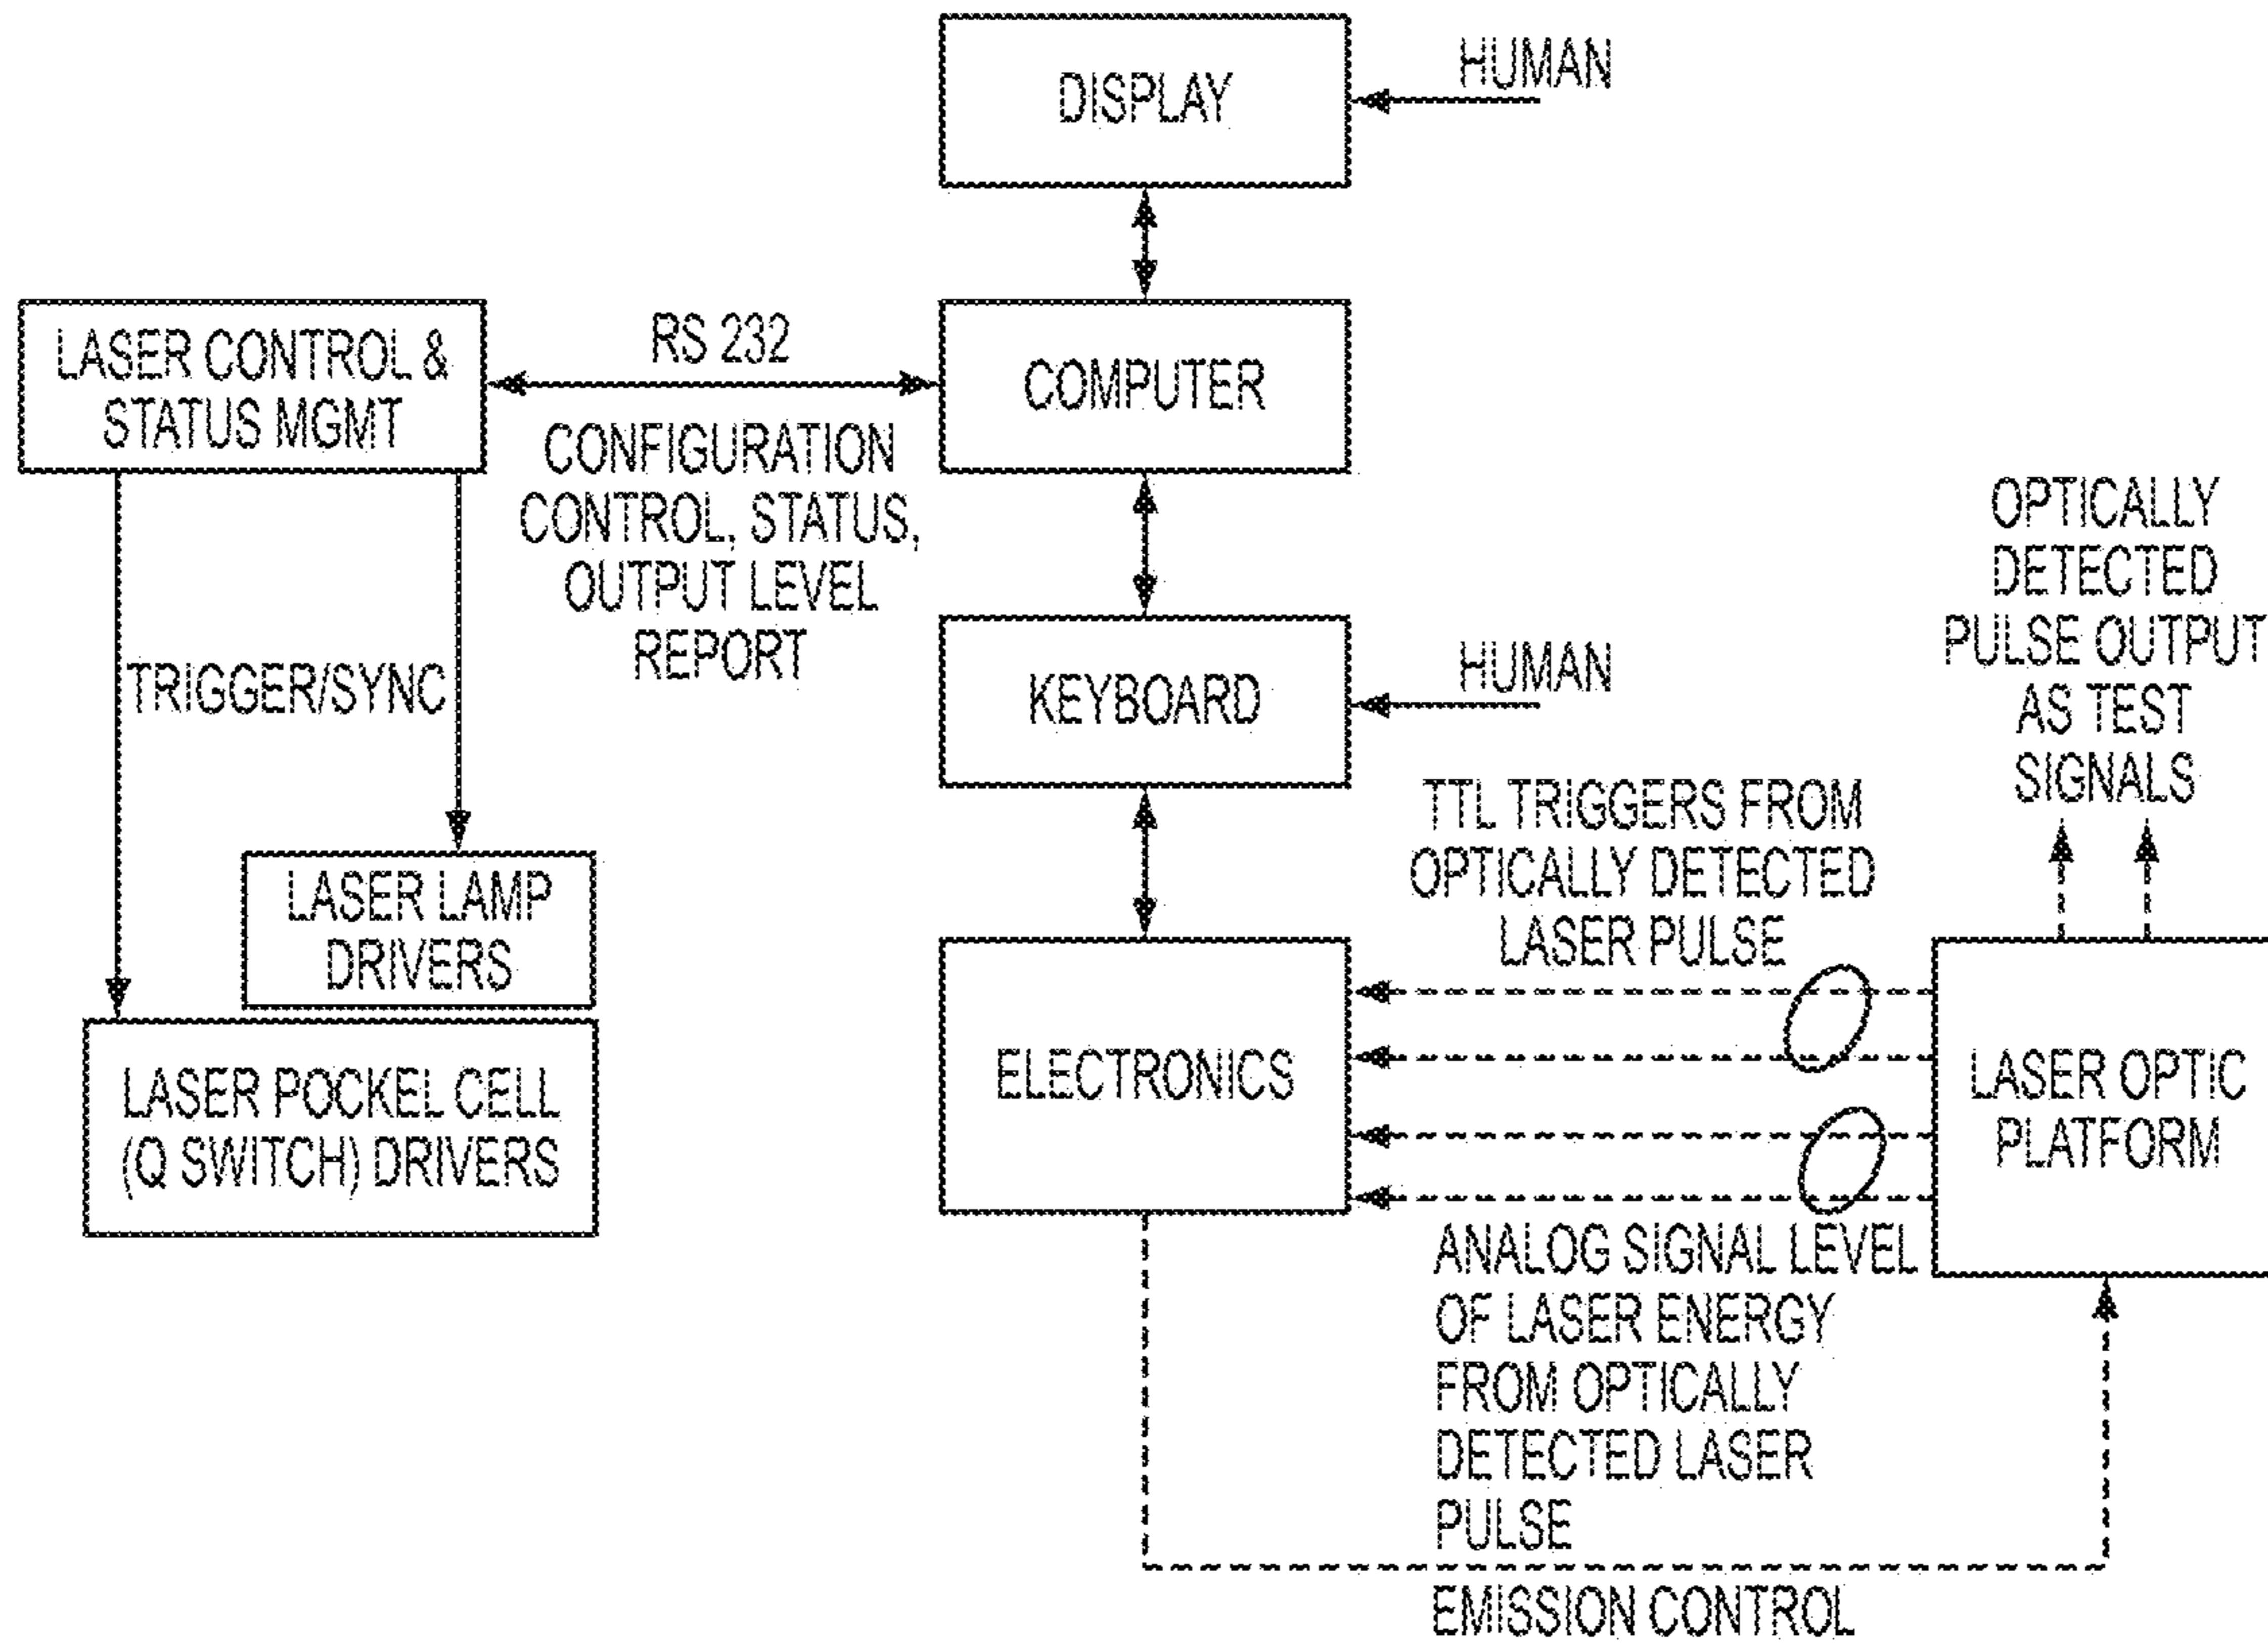 DISPLAY
HUMAN
LASER CONTROL &
STATUS MGMT
RS 232
COMPUTER
CONFIGURATION
CONTROL, STATUS,
OUTPUT LEVEL
REPORT
TRIGGER/SYNC
KEYBOARD
HUMAN
OPTICALLY
DETECTED
PULSE OUTPUT
AS TEST
SIGNALS
TTL TRIGGERS FROM
OPTICALLY DETECTED
LASER PULSE
LASER LAMP
DRIVERS
LASER POCKEL CELL
(Q SWITCH) DRIVERS
ELECTRONICS
LASER OPTIC
PLATFORM
ANALOG SIGNAL LEVEL
OF LASER ENERGY
FROM OPTICALLY
DETECTED LASER
PULSE
EMISSION CONTROL